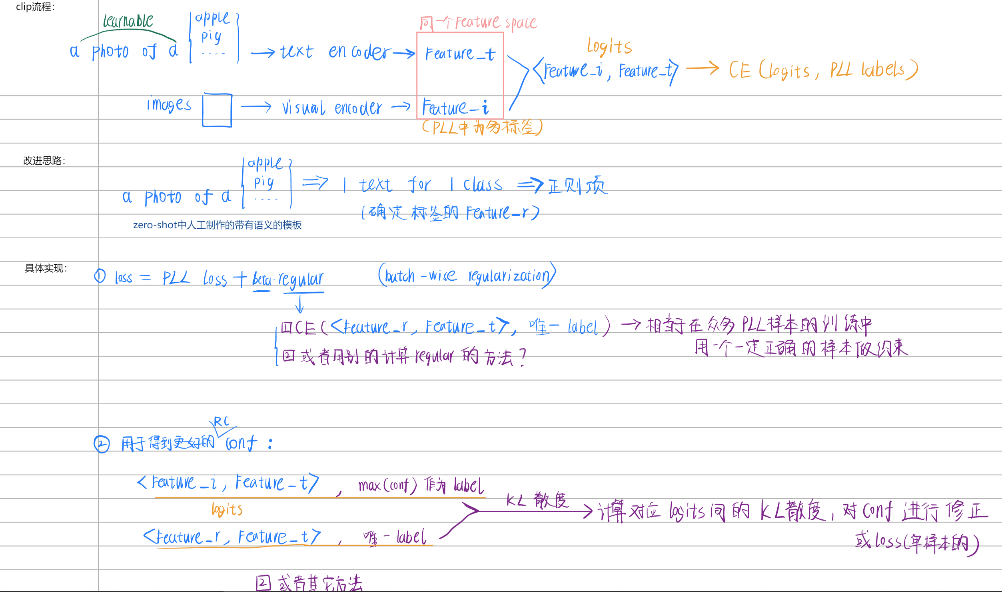 clip流程：
learnable
a photo of a apple pig .... → text encoder → Feature_t
同一个Feature space
logits
<Feature_i, Feature_t> → CE (logits, PLL labels)
images → visual encoder → Feature_i
(PLL中为多标签)
改进思路：
apple
pig
a photo of a .... ⇒ 1 text for 1 class ⇒ 正则项
(确定标签的Feature_r)
zero-shot中人工制作的带有语义的模板
具体实现：
① loss = PLL loss + beta·regular (batch-wise regularization)
CE(<Feature_r, Feature_t>, 唯一label) → 相当于在众多PLL样本的训练中
用一个一定正确的样本做约束
或者用别的计算regular的方法？
RC
② 用于得到更好的conf：
<Feature_i, Feature_t>, max(conf)作为label
logits
KL散度 → 计算对应logits间的KL散度, 对conf进行修正
或loss(单样本的)
<Feature_r, Feature_t>, 唯一label
或者其它方法